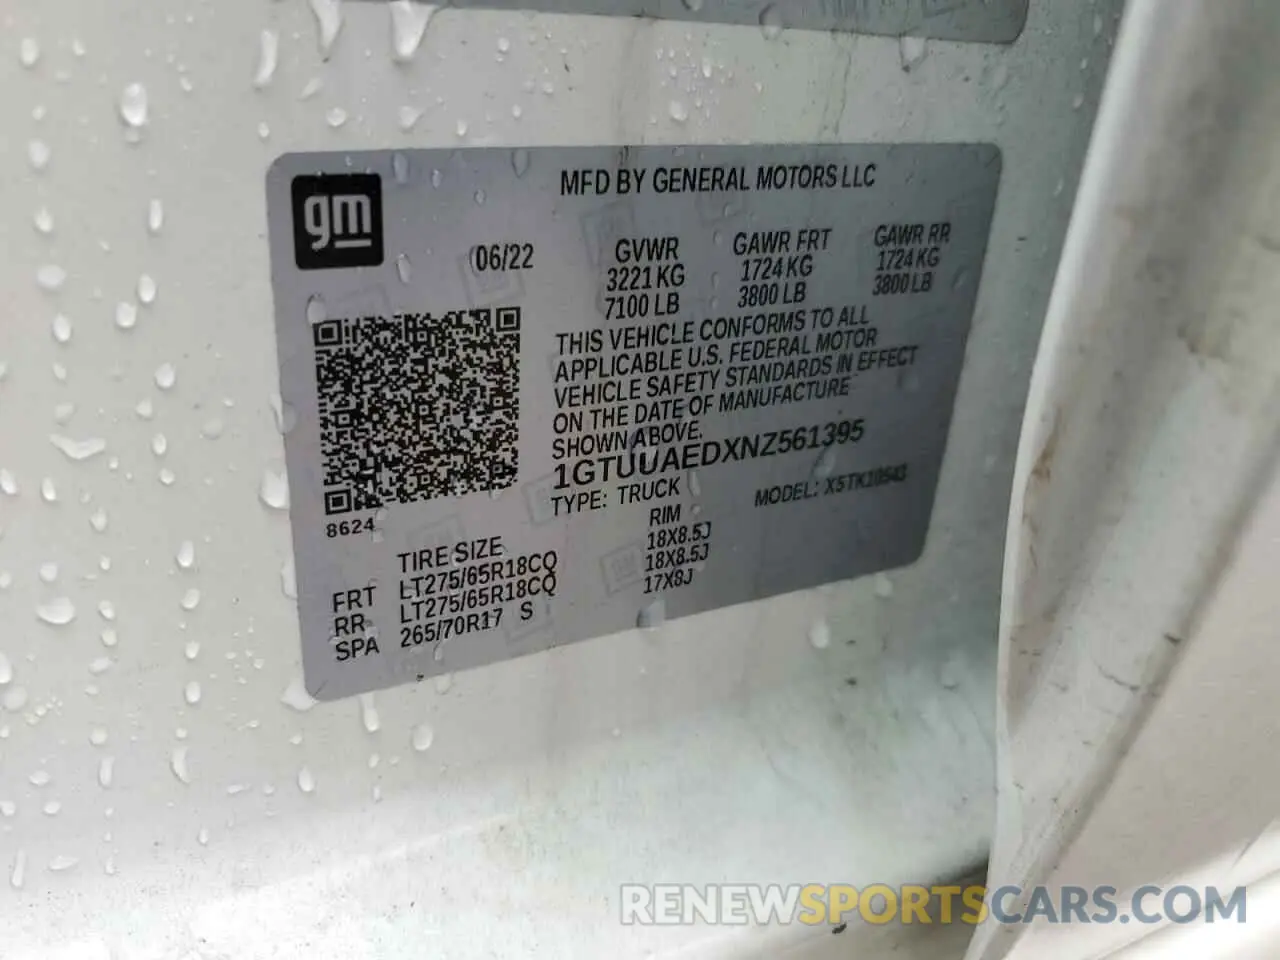 gm
MFD BY GENERAL MOTORS LLC
06/22
GVWR GAWR FRT GAWR RR
3221 KG 1724 KG 1724 KG
7100 LB 3800 LB 3800 LB
THIS VEHICLE CONFORMS TO ALL
APPLICABLE U.S. FEDERAL MOTOR
VEHICLE SAFETY STANDARDS IN EFFECT
ON THE DATE OF MANUFACTURE
SHOWN ABOVE.
1GTUUAEDXNZ561395
TYPE: TRUCK MODEL: X5TK10543
8624
TIRE SIZE RIM
FRT LT275/65R18CQ 18X8.5J
RR LT275/65R18CQ 18X8.5J
SPA 265/70R17 S 17X8J
RENEWSPORTSCARS.COM